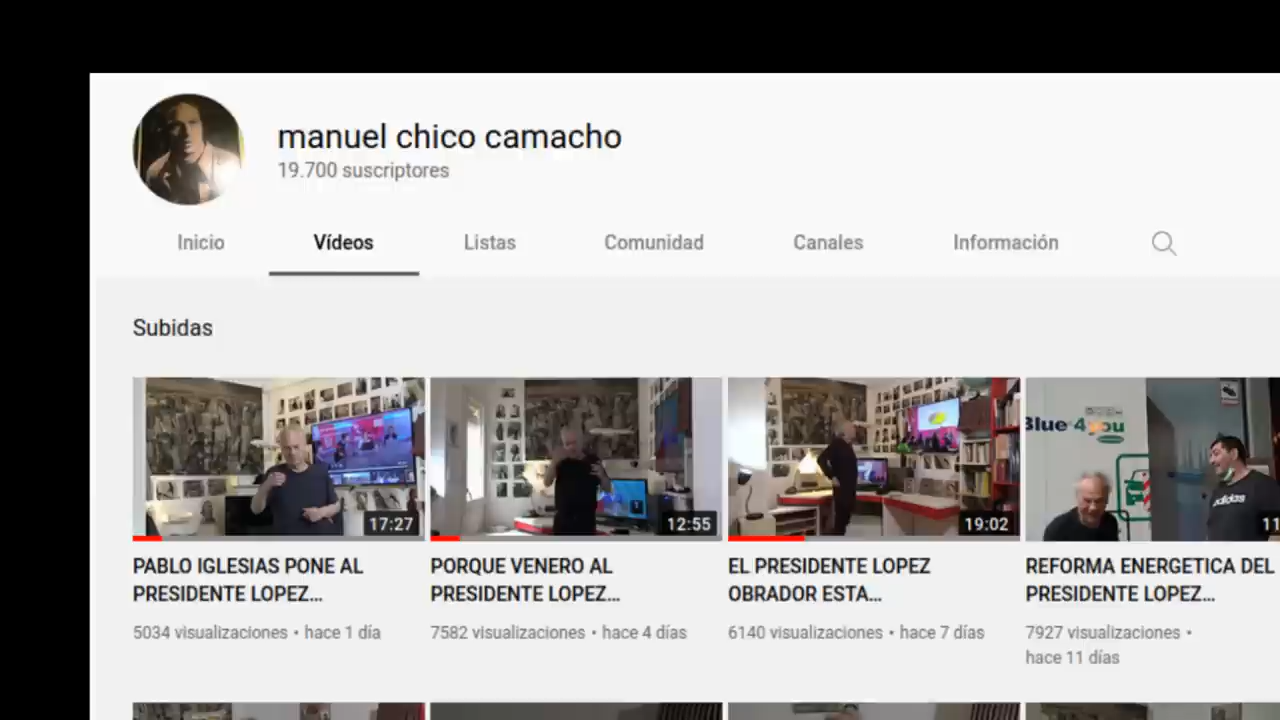 manuel chico camacho
19.700 suscriptores
Inicio Vídeos Listas Comunidad Canales Información
Subidas
Blue 4 you
adidas
17:27 12:55 19:02 11
PABLO IGLESIAS PONE AL
PRESIDENTE LOPEZ...
5034 visualizaciones • hace 1 día
PORQUE VENERO AL
PRESIDENTE LOPEZ...
7582 visualizaciones • hace 4 días
EL PRESIDENTE LOPEZ
OBRADOR ESTA...
6140 visualizaciones • hace 7 días
REFORMA ENERGETICA DEL
PRESIDENTE LOPEZ...
7927 visualizaciones •
hace 11 días